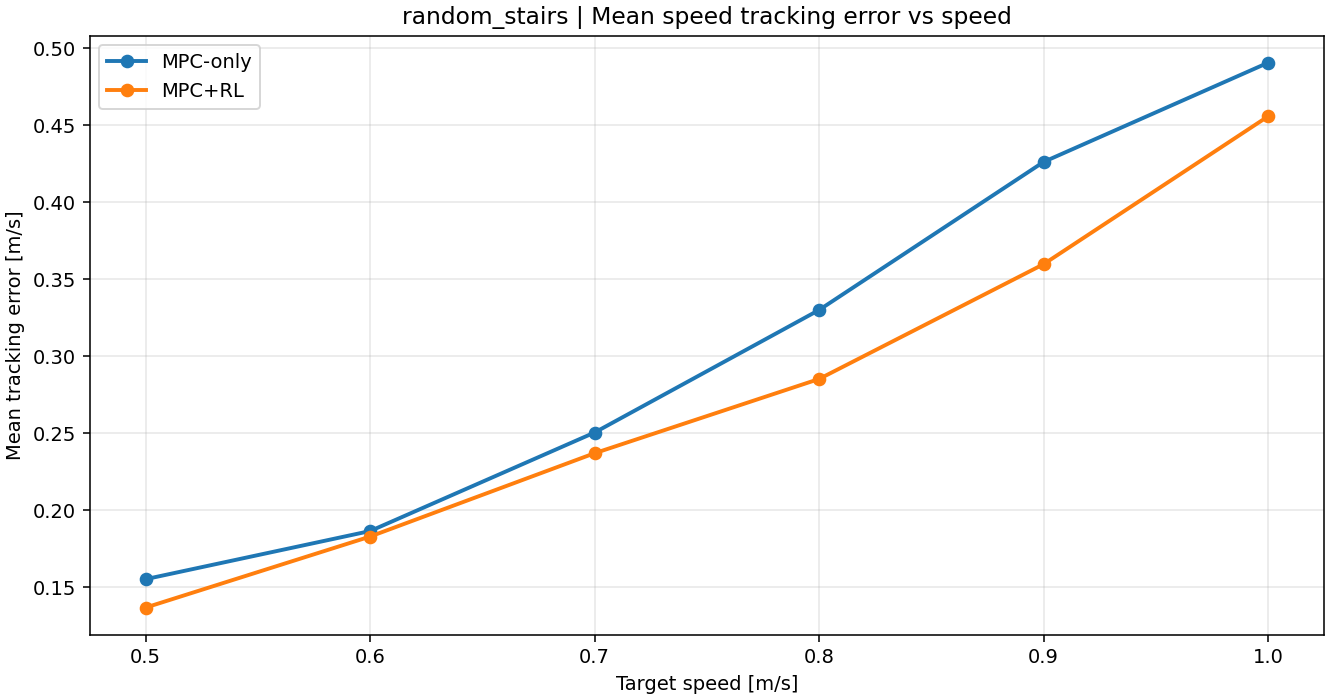 random_stairs | Mean speed tracking error vs speed
MPC-only
MPC+RL
Mean tracking error [m/s]
0.50
0.45
0.40
0.35
0.30
0.25
0.20
0.15
0.5 0.6 0.7 0.8 0.9 1.0
Target speed [m/s]